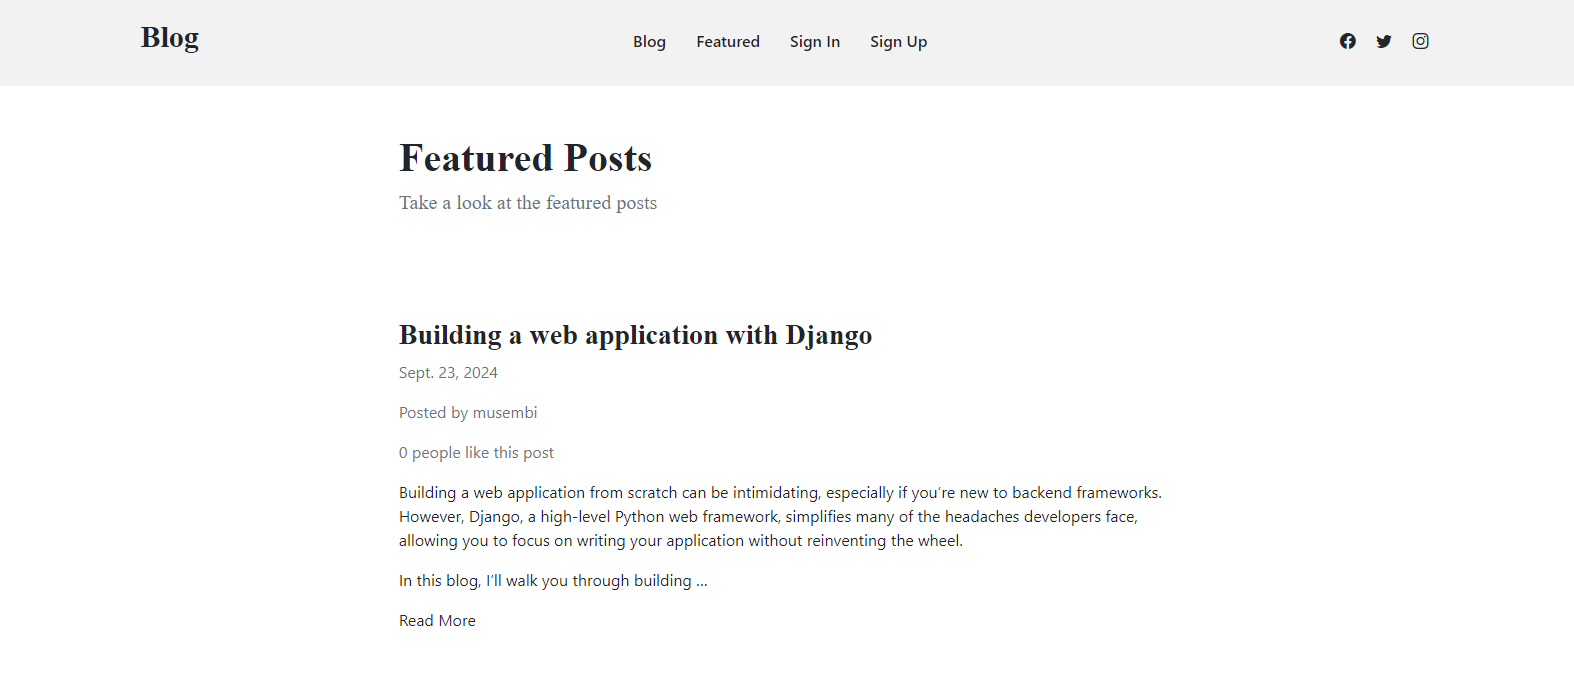 Blog
Blog Featured Sign In Sign Up
Featured Posts
Take a look at the featured posts
Building a web application with Django
Sept. 23, 2024
Posted by musembi
0 people like this post
Building a web application from scratch can be intimidating, especially if you’re new to backend frameworks.
However, Django, a high-level Python web framework, simplifies many of the headaches developers face,
allowing you to focus on writing your application without reinventing the wheel.
In this blog, I’ll walk you through building …
Read More